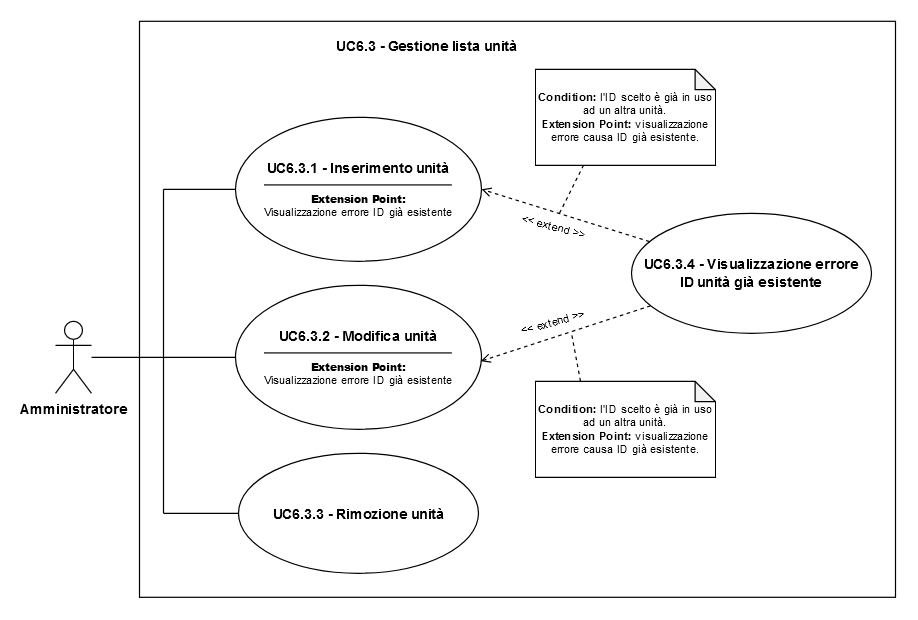 UC6.3 - Gestione lista unità
Condition: l'ID scelto è già in uso
ad un altra unità.
Extension Point: visualizzazione
errore causa ID già esistente.
UC6.3.1 - Inserimento unità
Extension Point:
Visualizzazione errore ID già esistente
<< extend >>
UC6.3.4 - Visualizzazione errore
ID unità già esistente
<< extend >>
UC6.3.2 - Modifica unità
Extension Point:
Visualizzazione errore ID già esistente
Amministratore
Condition: l'ID scelto è già in uso
ad un altra unità.
Extension Point: visualizzazione
errore causa ID già esistente.
UC6.3.3 - Rimozione unità